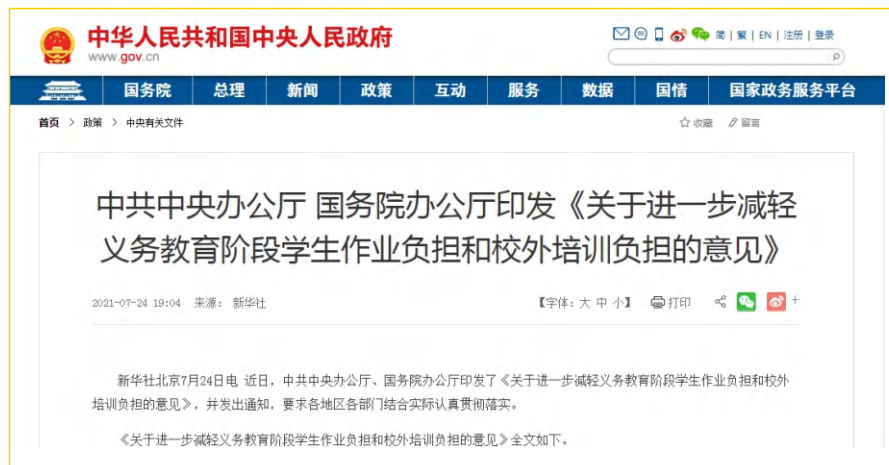 中华人民共和国中央人民政府
www.gov.cn
简 | 繁 | EN | 注册 | 登录
国务院 总理 新闻 政策 互动 服务 数据 国情 国家政务服务平台
首页 > 政策 > 中央有关文件
收藏 留言
中共中央办公厅 国务院办公厅印发《关于进一步减轻
义务教育阶段学生作业负担和校外培训负担的意见》
2021-07-24 19:04 来源： 新华社
【字体：大 中 小】 打印 +
新华社北京7月24日电 近日，中共中央办公厅、国务院办公厅印发了《关于进一步减轻义务教育阶段学生作业负担和校外
培训负担的意见》，并发出通知，要求各地区各部门结合实际认真贯彻落实。
《关于进一步减轻义务教育阶段学生作业负担和校外培训负担的意见》全文如下。